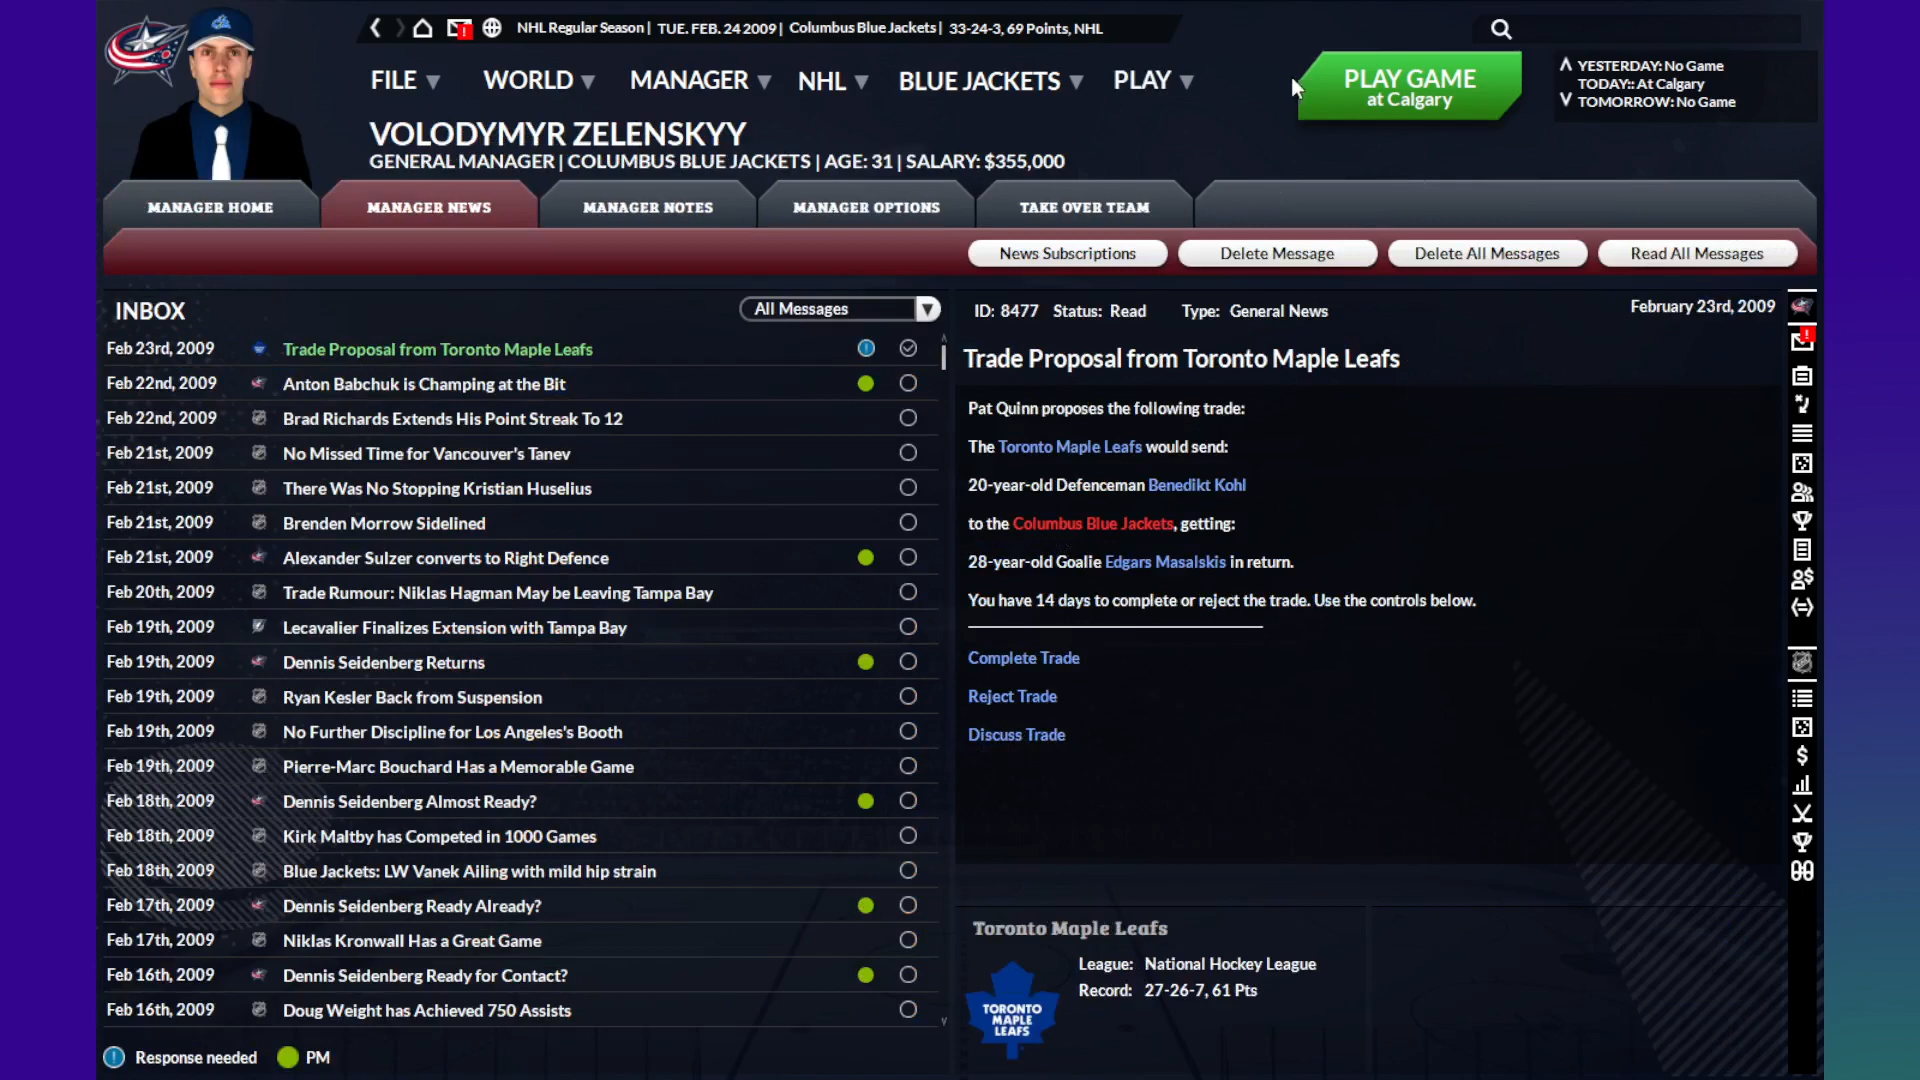 NHL Regular Season | TUE. FEB. 24 2009 | Columbus Blue Jackets | 33-24-3, 69 Points, NHL
FILE WORLD MANAGER NHL BLUE JACKETS PLAY
PLAY GAME
at Calgary
YESTERDAY: No Game
TODAY:: At Calgary
TOMORROW: No Game
VOLODYMYR ZELENSKYY
GENERAL MANAGER | COLUMBUS BLUE JACKETS | AGE: 31 | SALARY: $355,000
MANAGER HOME MANAGER NEWS MANAGER NOTES MANAGER OPTIONS TAKE OVER TEAM
News Subscriptions Delete Message Delete All Messages Read All Messages
INBOX All Messages
Feb 23rd, 2009 Trade Proposal from Toronto Maple Leafs
Feb 22nd, 2009 Anton Babchuk is Champing at the Bit
Feb 22nd, 2009 Brad Richards Extends His Point Streak To 12
Feb 21st, 2009 No Missed Time for Vancouver's Tanev
Feb 21st, 2009 There Was No Stopping Kristian Huselius
Feb 21st, 2009 Brenden Morrow Sidelined
Feb 21st, 2009 Alexander Sulzer converts to Right Defence
Feb 20th, 2009 Trade Rumour: Niklas Hagman May be Leaving Tampa Bay
Feb 19th, 2009 Lecavalier Finalizes Extension with Tampa Bay
Feb 19th, 2009 Dennis Seidenberg Returns
Feb 19th, 2009 Ryan Kesler Back from Suspension
Feb 19th, 2009 No Further Discipline for Los Angeles's Booth
Feb 19th, 2009 Pierre-Marc Bouchard Has a Memorable Game
Feb 18th, 2009 Dennis Seidenberg Almost Ready?
Feb 18th, 2009 Kirk Maltby has Competed in 1000 Games
Feb 18th, 2009 Blue Jackets: LW Vanek Ailing with mild hip strain
Feb 17th, 2009 Dennis Seidenberg Ready Already?
Feb 17th, 2009 Niklas Kronwall Has a Great Game
Feb 16th, 2009 Dennis Seidenberg Ready for Contact?
Feb 16th, 2009 Doug Weight has Achieved 750 Assists
Response needed PM
ID: 8477 Status: Read Type: General News February 23rd, 2009
Trade Proposal from Toronto Maple Leafs
Pat Quinn proposes the following trade:
The Toronto Maple Leafs would send:
20-year-old Defenceman Benedikt Kohl
to the Columbus Blue Jackets, getting:
28-year-old Goalie Edgars Masalskis in return.
You have 14 days to complete or reject the trade. Use the controls below.
Complete Trade
Reject Trade
Discuss Trade
Toronto Maple Leafs
League: National Hockey League
Record: 27-26-7, 61 Pts
TORONTO
MAPLE
LEAFS